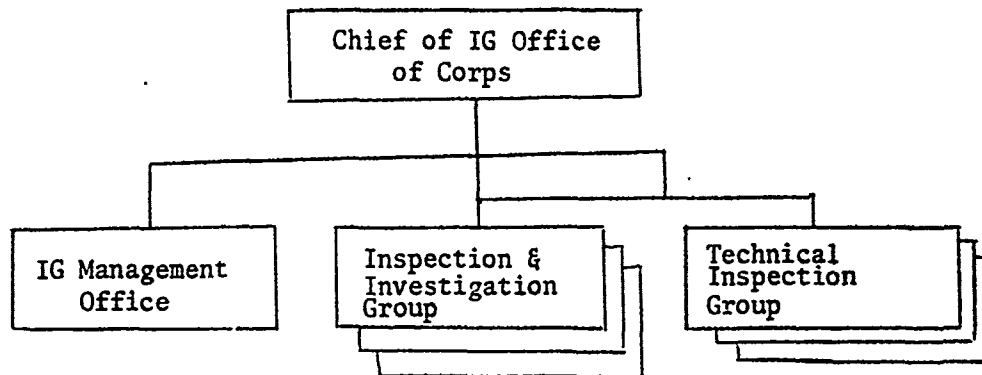 Chief of IG Office
of Corps
IG Management
Office
Inspection &
Investigation
Group
Technical
Inspection
Group